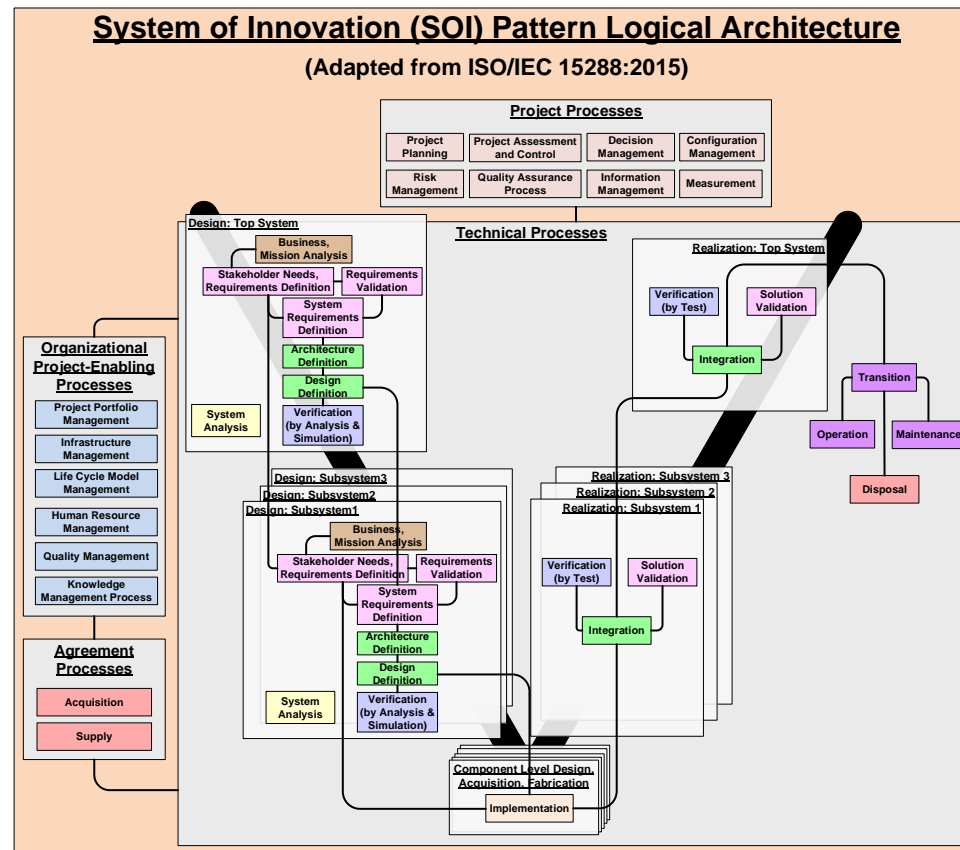 System of Innovation (SOI) Pattern Logical Architecture
(Adapted from ISO/IEC 15288:2015)
Project Processes
Project
Planning
Project Assessment
and Control
Decision
Management
Configuration
Management
Risk
Management
Quality Assurance
Process
Information
Management
Measurement
Technical Processes
Design: Top System
Business,
Mission Analysis
Stakeholder Needs,
Requirements Definition
Requirements
Validation
System
Requirements
Definition
Architecture
Definition
Design
Definition
System
Analysis
Verification
(by Analysis &
Simulation)
Realization: Top System
Verification
(by Test)
Solution
Validation
Integration
Transition
Operation
Maintenance
Disposal
Organizational
Project-Enabling
Processes
Project Portfolio
Management
Infrastructure
Management
Life Cycle Model
Management
Human Resource
Management
Quality Management
Knowledge
Management Process
Agreement
Processes
Acquisition
Supply
Design: Subsystem3
Design: Subsystem2
Design: Subsystem1
Business,
Mission Analysis
Stakeholder Needs,
Requirements Definition
Requirements
Validation
System
Requirements
Definition
Architecture
Definition
Design
Definition
System
Analysis
Verification
(by Analysis &
Simulation)
Realization: Subsystem 3
Realization: Subsystem 2
Realization: Subsystem 1
Verification
(by Test)
Solution
Validation
Integration
Component Level Design,
Acquisition, Fabrication
Implementation